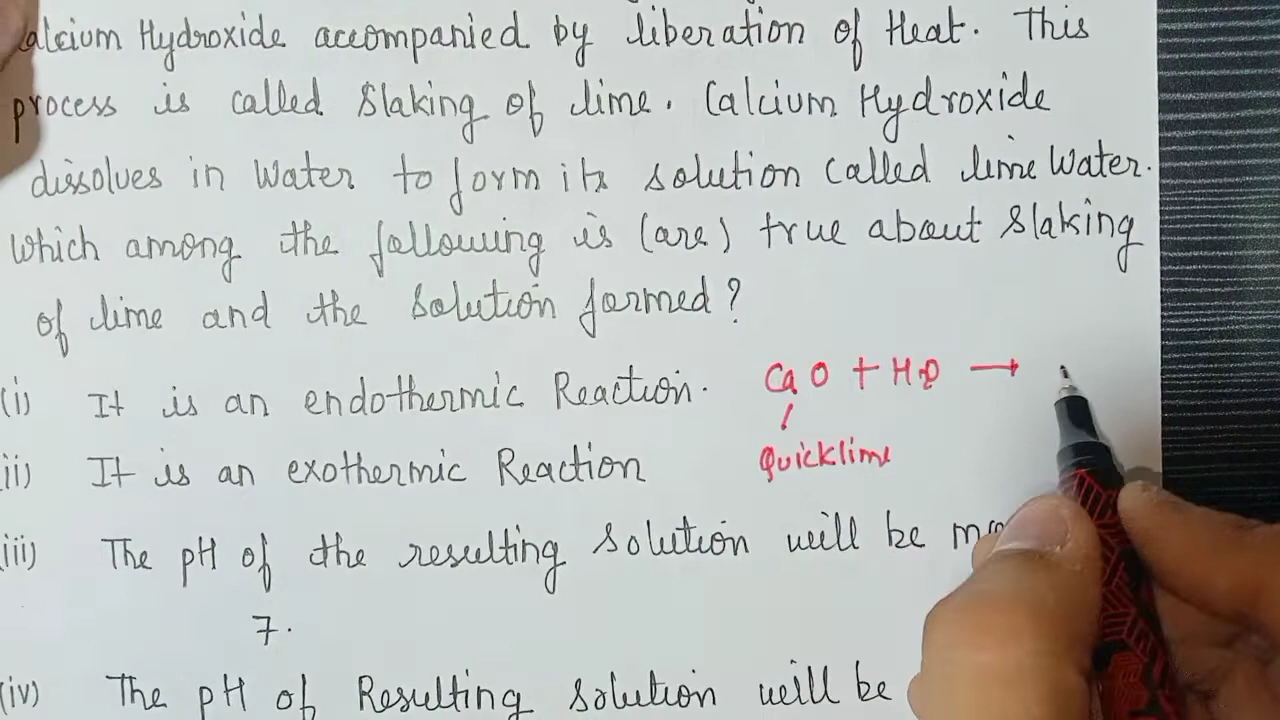 alcium Hydroxide accompanied by liberation of Heat. This
process is called Slaking of lime. Calcium Hydroxide
dissolves in Water to form its solution called lime Water.
which among the following is (are) true about Slaking
of lime and the solution formed?
(i) It is an endothermic Reaction. CaO + H2O →
Quicklime
(ii) It is an exothermic Reaction
(iii) The pH of the resulting solution will be
7.
(iv) The pH of Resulting solution will be